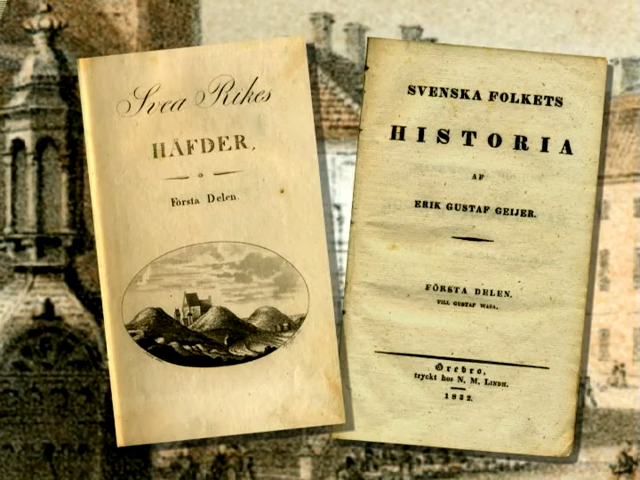 Svea Rikes
HÄFDER.
Första Delen.
SVENSKA FOLKETS
HISTORIA
AF
ERIK GUSTAF GEIJER.
FÖRSTA DELEN.
TILL GUSTAF WASA.
Örebro,
tryckt hos N. M. LINDH.
1832.